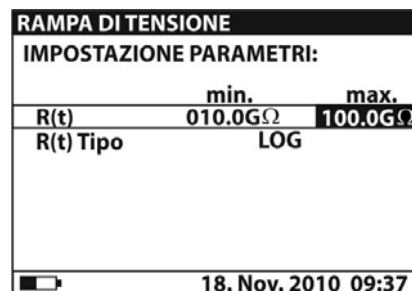 RAMPA DI TENSIONE
IMPOSTAZIONE PARAMETRI:
min. max.
R(t) 010.0GΩ 100.0GΩ
R(t) Tipo LOG
18. Nov. 2010 09:37